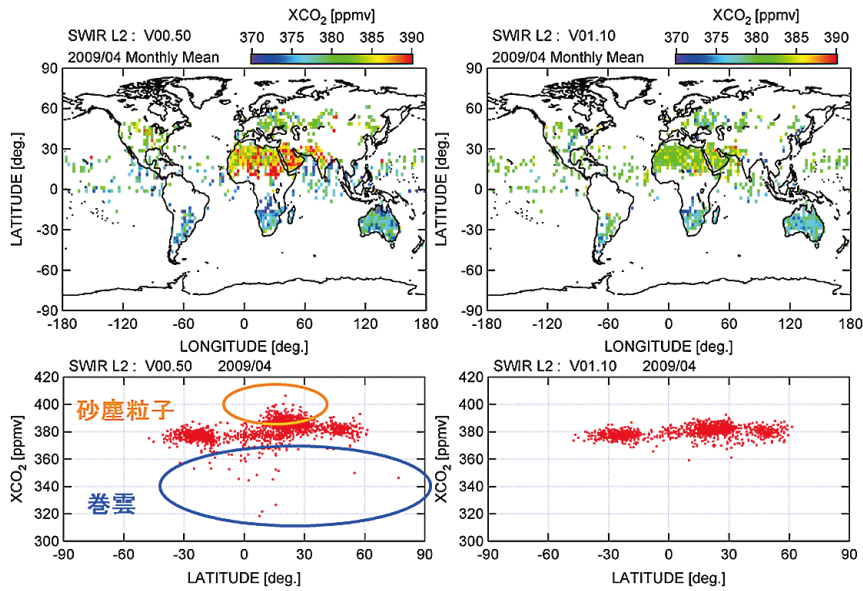 XCO2 [ppmv]
SWIR L2 : V00.50
370 375 380 385 390
2009/04 Monthly Mean
90
60
30
0
-30
-60
-90
LATITUDE [deg.]
-180 -120 -60 0 60 120 180
LONGITUDE [deg.]
XCO2 [ppmv]
SWIR L2 : V01.10
370 375 380 385 390
2009/04 Monthly Mean
90
60
30
0
-30
-60
-90
LATITUDE [deg.]
-180 -120 -60 0 60 120 180
LONGITUDE [deg.]
SWIR L2 : V00.50 2009/04
420
400
380
360
340
320
300
XCO2 [ppmv]
砂塵粒子
巻雲
-90 -60 -30 0 30 60 90
LATITUDE [deg.]
SWIR L2 : V01.10 2009/04
420
400
380
360
340
320
300
XCO2 [ppmv]
-90 -60 -30 0 30 60 90
LATITUDE [deg.]